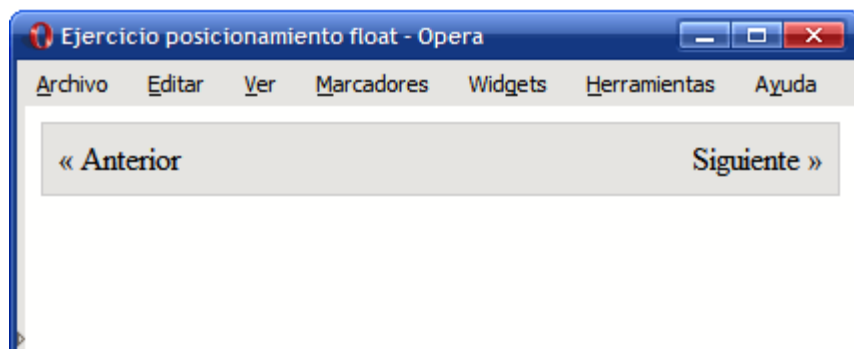 Ejercicio posicionamiento float - Opera
Archivo Editar Ver Marcadores Widgets Herramientas Ayuda
« Anterior Siguiente »